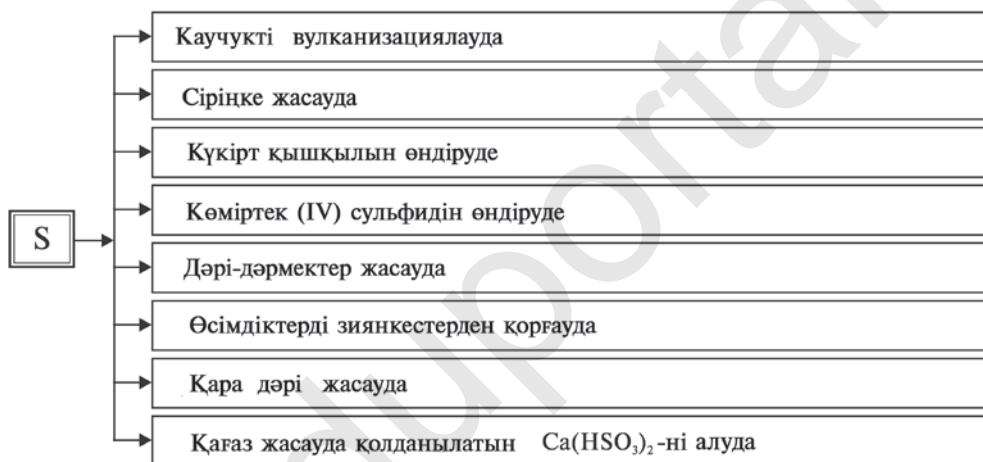 S
Каучукті вулканизациялауда
Сіріңке жасауда
Күкірт қышқылын өндіруде
Көміртек (IV) сульфидін өндіруде
Дәрі-дәрмектер жасауда
Өсімдіктерді зиянкестерден қорғауда
Қара дәрі жасауда
Қағаз жасауда қолданылатын Ca(HSO₃)₂-ні алуда
eduportal